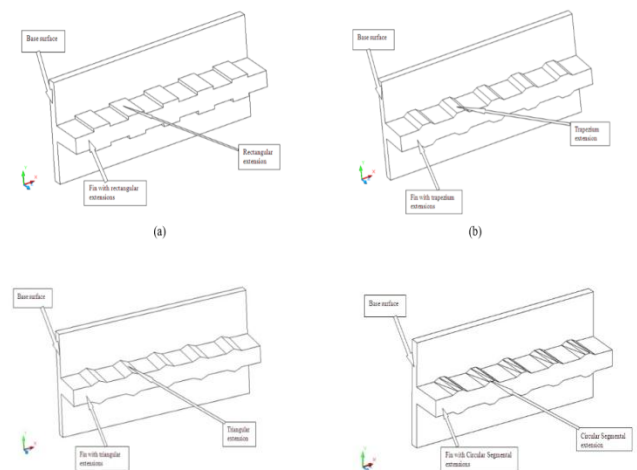 Base surface
Rectangular
extension
Fin with rectangular
extensions
(a)
Base surface
Trapezium
extension
Fin with trapezium
extensions
(b)
Base surface
Triangular
extension
Fin with triangular
extensions
Base surface
Circular Segmental
extension
Fin with Circular Segmental
extensions